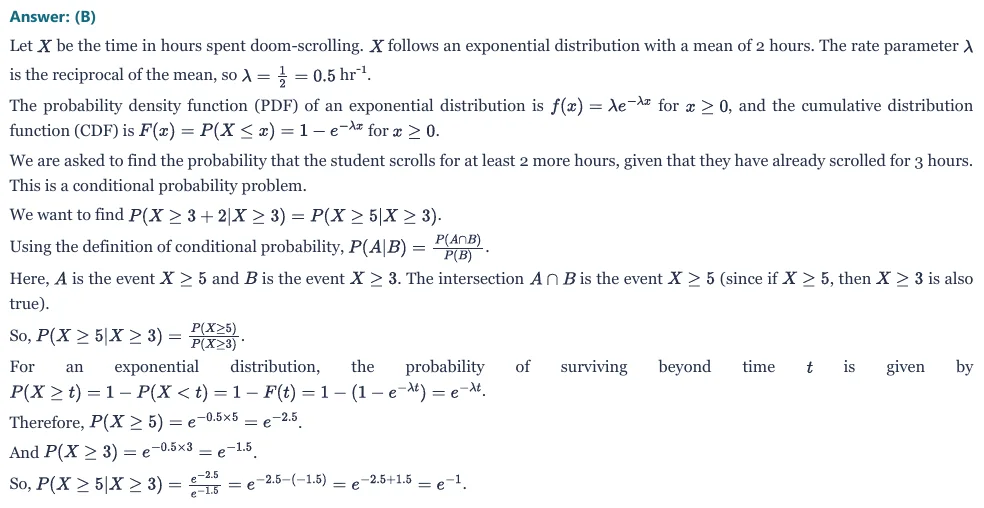 Answer: (B)
Let X be the time in hours spent doom-scrolling. X follows an exponential distribution with a mean of 2 hours. The rate parameter λ
is the reciprocal of the mean, so λ = 1/2 = 0.5 hr⁻¹.
The probability density function (PDF) of an exponential distribution is f(x) = λe^{−λx} for x ≥ 0, and the cumulative distribution
function (CDF) is F(x) = P(X ≤ x) = 1 − e^{−λx} for x ≥ 0.
We are asked to find the probability that the student scrolls for at least 2 more hours, given that they have already scrolled for 3 hours.
This is a conditional probability problem.
We want to find P(X ≥ 3 + 2|X ≥ 3) = P(X ≥ 5|X ≥ 3).
Using the definition of conditional probability, P(A|B) = P(A∩B)/P(B).
Here, A is the event X ≥ 5 and B is the event X ≥ 3. The intersection A ∩ B is the event X ≥ 5 (since if X ≥ 5, then X ≥ 3 is also
true).
So, P(X ≥ 5|X ≥ 3) = P(X≥5)/P(X≥3).
For an exponential distribution, the probability of surviving beyond time t is given by
P(X ≥ t) = 1 − P(X < t) = 1 − F(t) = 1 − (1 − e^{−λt}) = e^{−λt}.
Therefore, P(X ≥ 5) = e^{−0.5×5} = e^{−2.5}.
And P(X ≥ 3) = e^{−0.5×3} = e^{−1.5}.
So, P(X ≥ 5|X ≥ 3) = e^{−2.5}/e^{−1.5} = e^{−2.5−(−1.5)} = e^{−2.5+1.5} = e^{−1}.